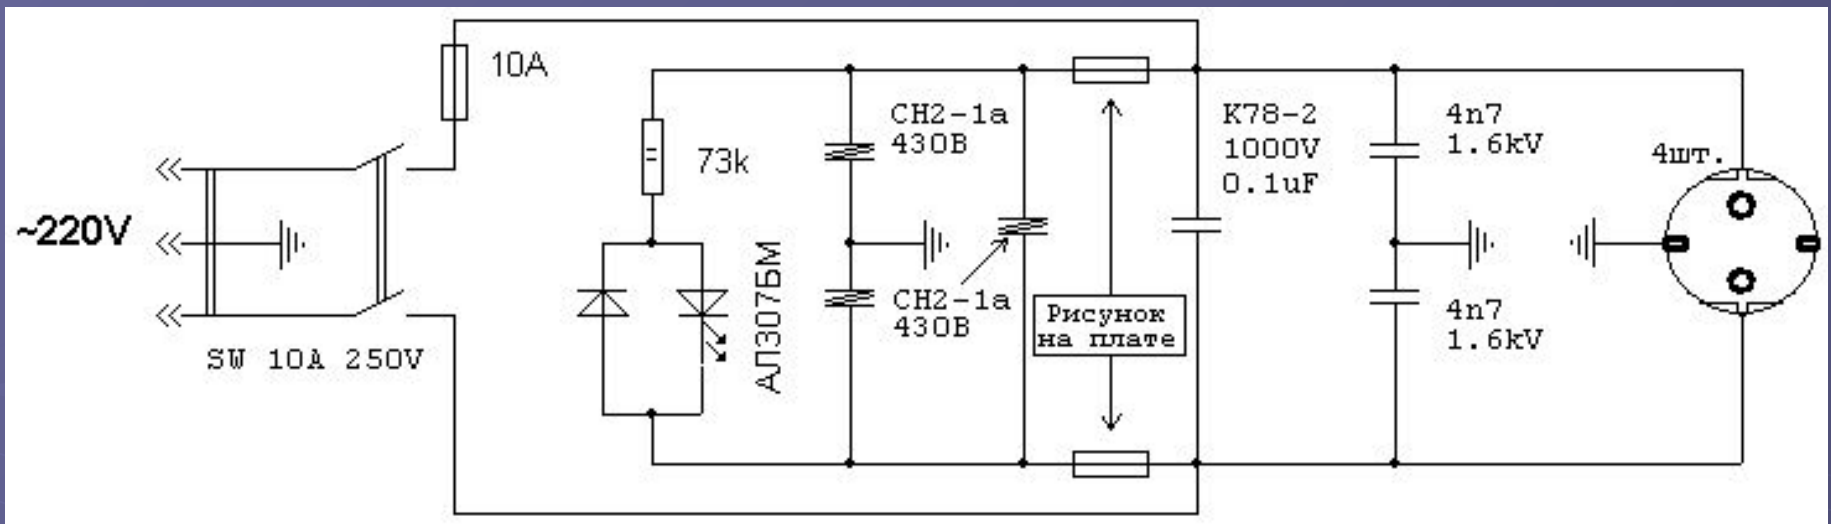 10A
~220V
SW 10A 250V
73k
АЛ307БМ
СН2-1а
430В
СН2-1а
430В
Рисунок
на плате
К78-2
1000V
0.1uF
4n7
1.6kV
4n7
1.6kV
4шт.